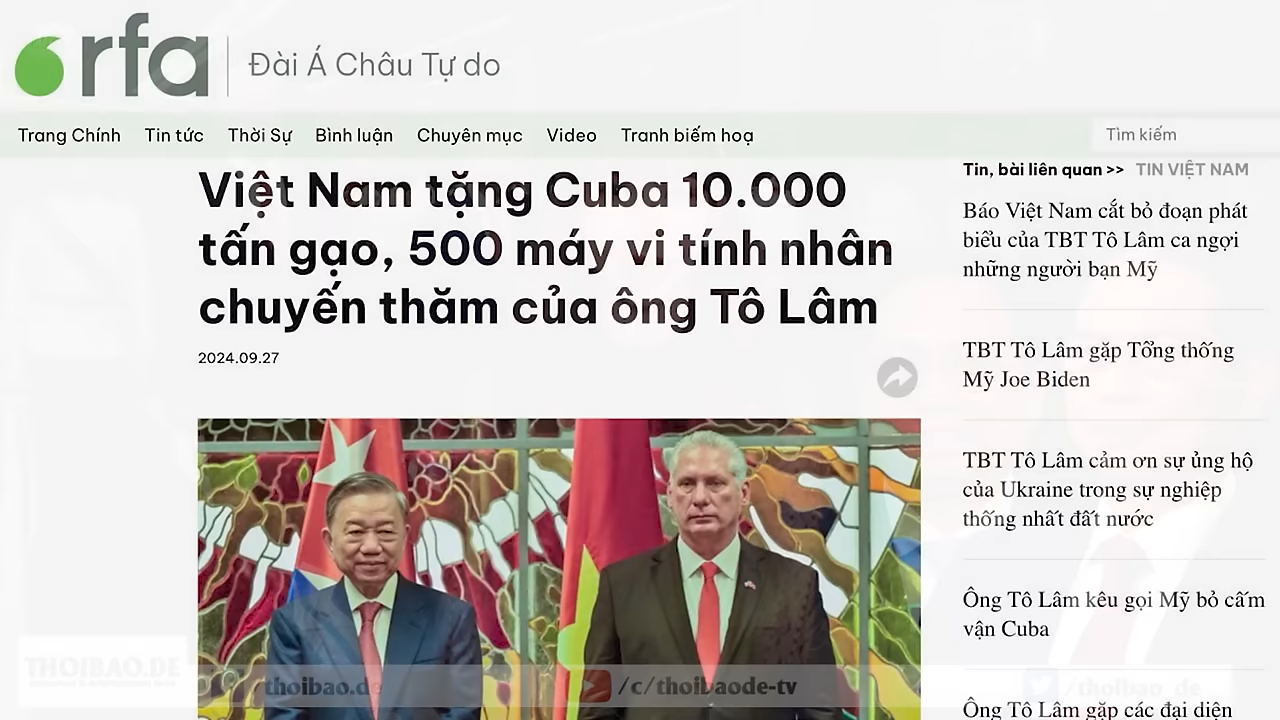 rfa
Đài Á Châu Tự do
Trang Chính Tin tức Thời Sự Bình luận Chuyên mục Video Tranh biếm hoạ
Tìm kiếm
Việt Nam tặng Cuba 10.000
tấn gạo, 500 máy vi tính nhân
chuyến thăm của ông Tô Lâm
2024.09.27
Tin, bài liên quan >> TIN VIỆT NAM
Báo Việt Nam cắt bỏ đoạn phát
biểu của TBT Tô Lâm ca ngợi
những người bạn Mỹ
TBT Tô Lâm gặp Tổng thống
Mỹ Joe Biden
TBT Tô Lâm cảm ơn sự ủng hộ
của Ukraine trong sự nghiệp
thống nhất đất nước
Ông Tô Lâm kêu gọi Mỹ bỏ cấm
vận Cuba
Ông Tô Lâm gặp các đại diện
THOIBAO.DE
/thoibao.de
/c/thoibaode-tv
/thoibao_de